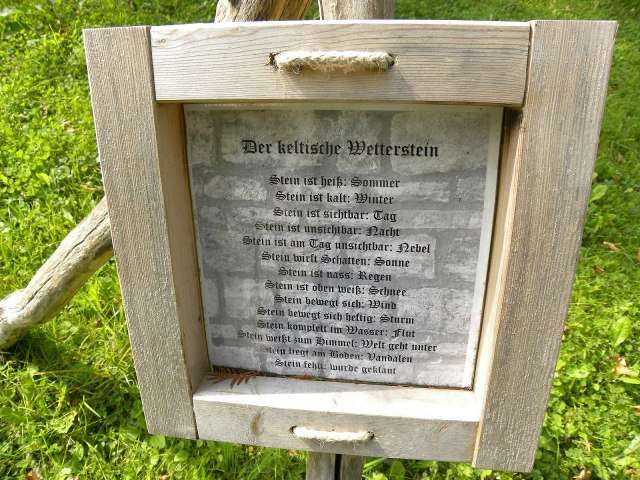 Der keltische Wetterstein
Stein ist heiß: Sommer
Stein ist kalt: Winter
Stein ist sichtbar: Tag
Stein ist unsichtbar: Nacht
Stein ist am Tag unsichtbar: Nebel
Stein wirft Schatten: Sonne
Stein ist nass: Regen
Stein ist oben weiß: Schnee
Stein bewegt sich: Wind
Stein bewegt sich heftig: Sturm
Stein komplett im Wasser: Flut
Stein weißt zum Himmel: Welt geht unter
Stein liegt am Boden: Vandalen
Stein fehlt: wurde geklaut